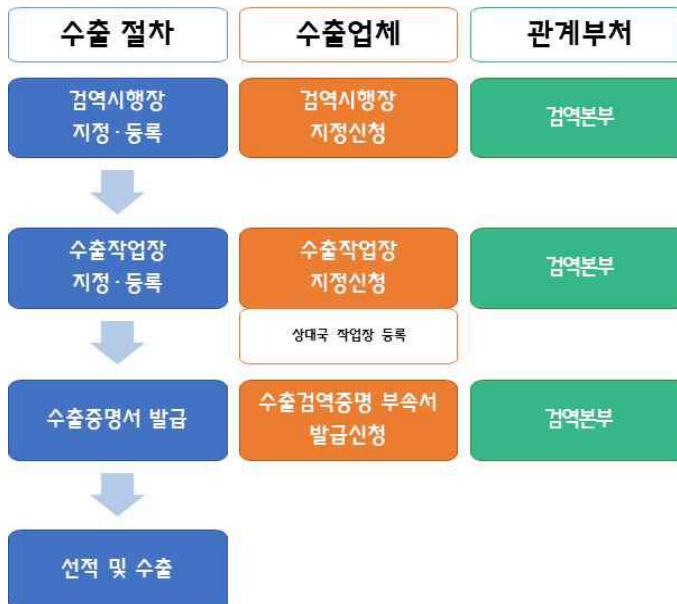 수출 절차
수출업체
관계부처
검역시행장
지정·등록
검역시행장
지정신청
검역본부
수출작업장
지정·등록
수출작업장
지정신청
검역본부
상대국 작업장 등록
수출증명서 발급
수출검역증명 부속서
발급신청
검역본부
선적 및 수출